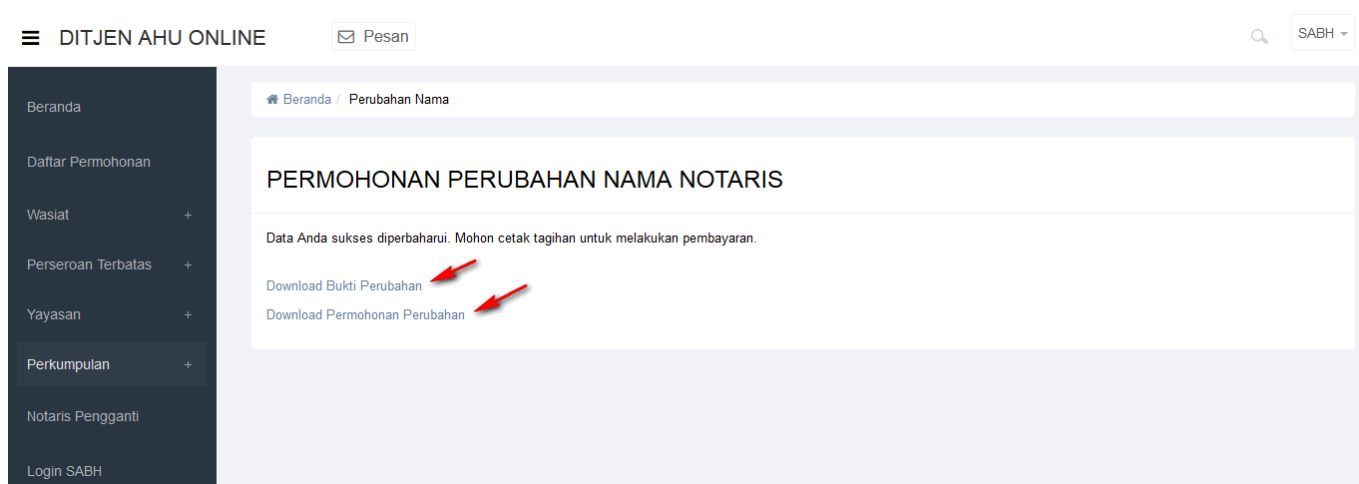 DITJEN AHU ONLINE
Pesan
SABH
Beranda
Daftar Permohonan
Wasiat +
Perseroan Terbatas +
Yayasan +
Perkumpulan +
Notaris Pengganti
Login SABH
Beranda / Perubahan Nama
PERMOHONAN PERUBAHAN NAMA NOTARIS
Data Anda sukses diperbaharui. Mohon cetak tagihan untuk melakukan pembayaran.
Download Bukti Perubahan
Download Permohonan Perubahan